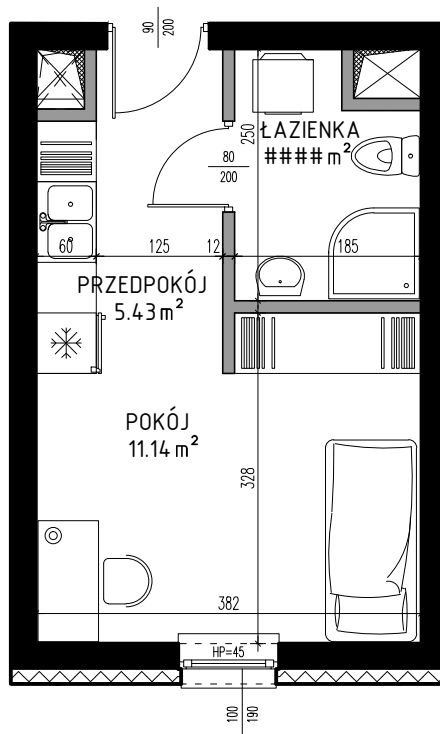 90
200
ŁAZIENKA
#### m²
250
80
200
60
125
12
185
PRZEDPOKÓJ
5.43 m²
POKÓJ
11.14 m²
328
382
HP=45
100
190